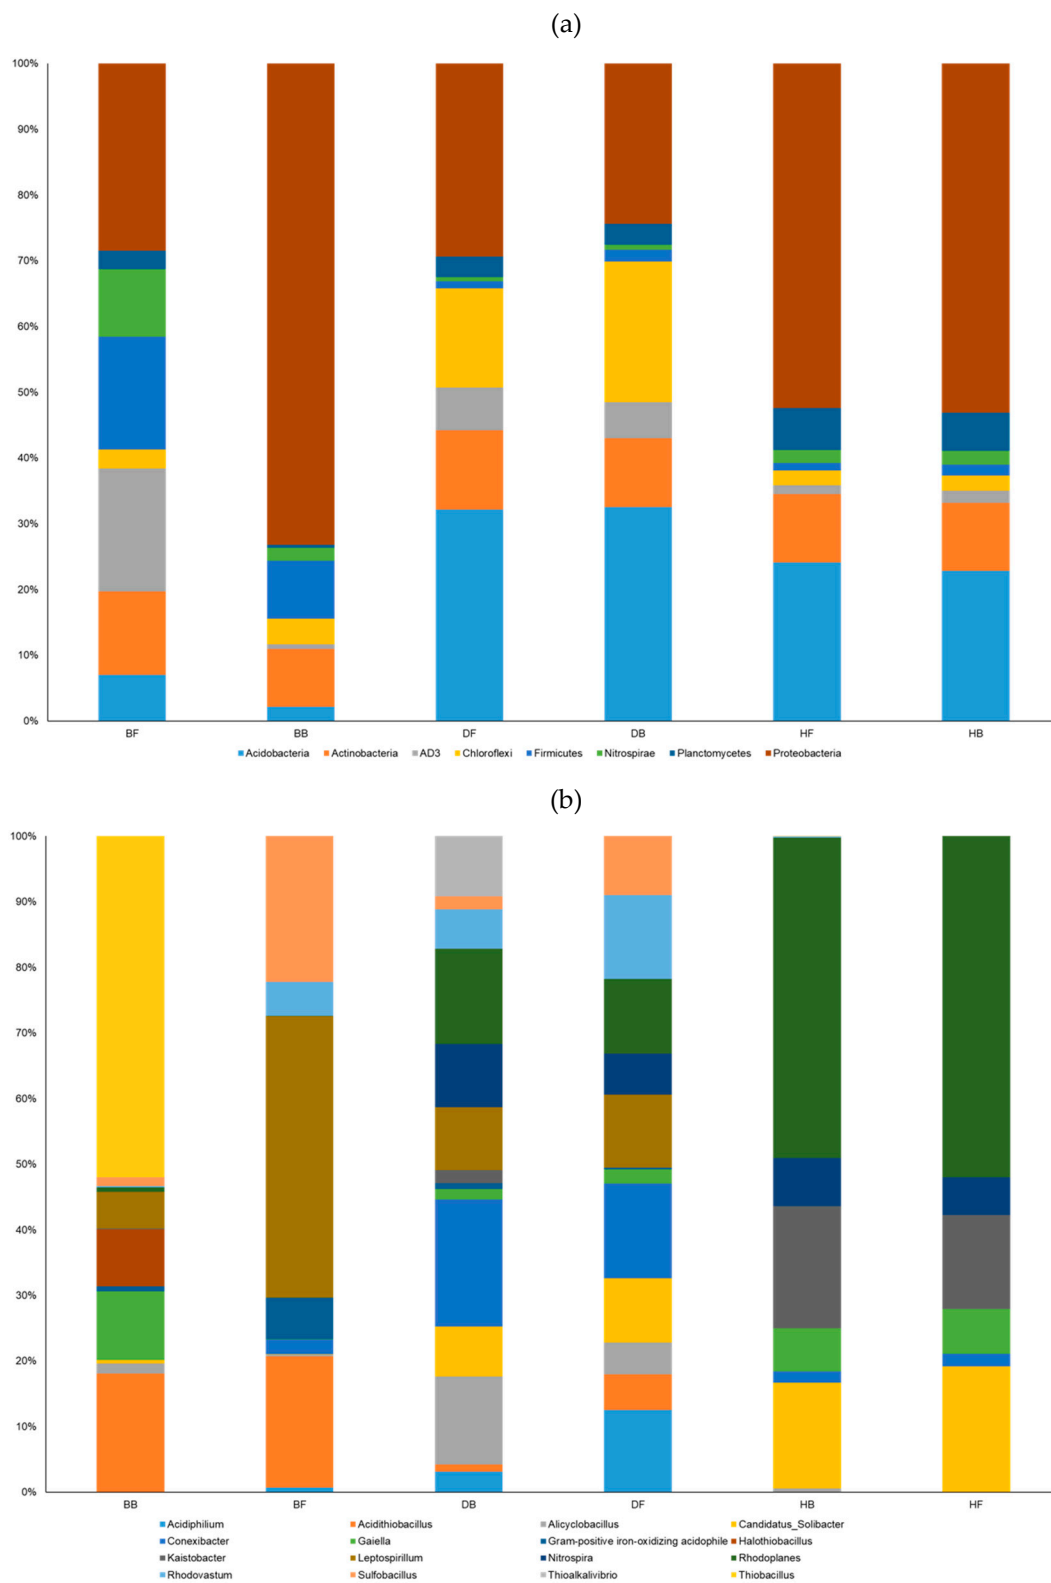 (a)
100%
90%
80%
70%
60%
50%
40%
30%
20%
10%
0%
BF BB DF DB HF HB
Acidobacteria Actinobacteria AD3 Chloroflexi Firmicutes Nitrospirae Planctomycetes Proteobacteria
(b)
100%
90%
80%
70%
60%
50%
40%
30%
20%
10%
0%
BB BF DB DF HB HF
Acidiphilium Acidithiobacillus Alicyclobacillus Candidatus_Solibacter
Conexibacter Gaiella Gram-positive iron-oxidizing acidophile Halothiobacillus
Kaistobacter Leptospirillum Nitrospira Rhodoplanes
Rhodovastum Sulfobacillus Thioalkalivibrio Thiobacillus